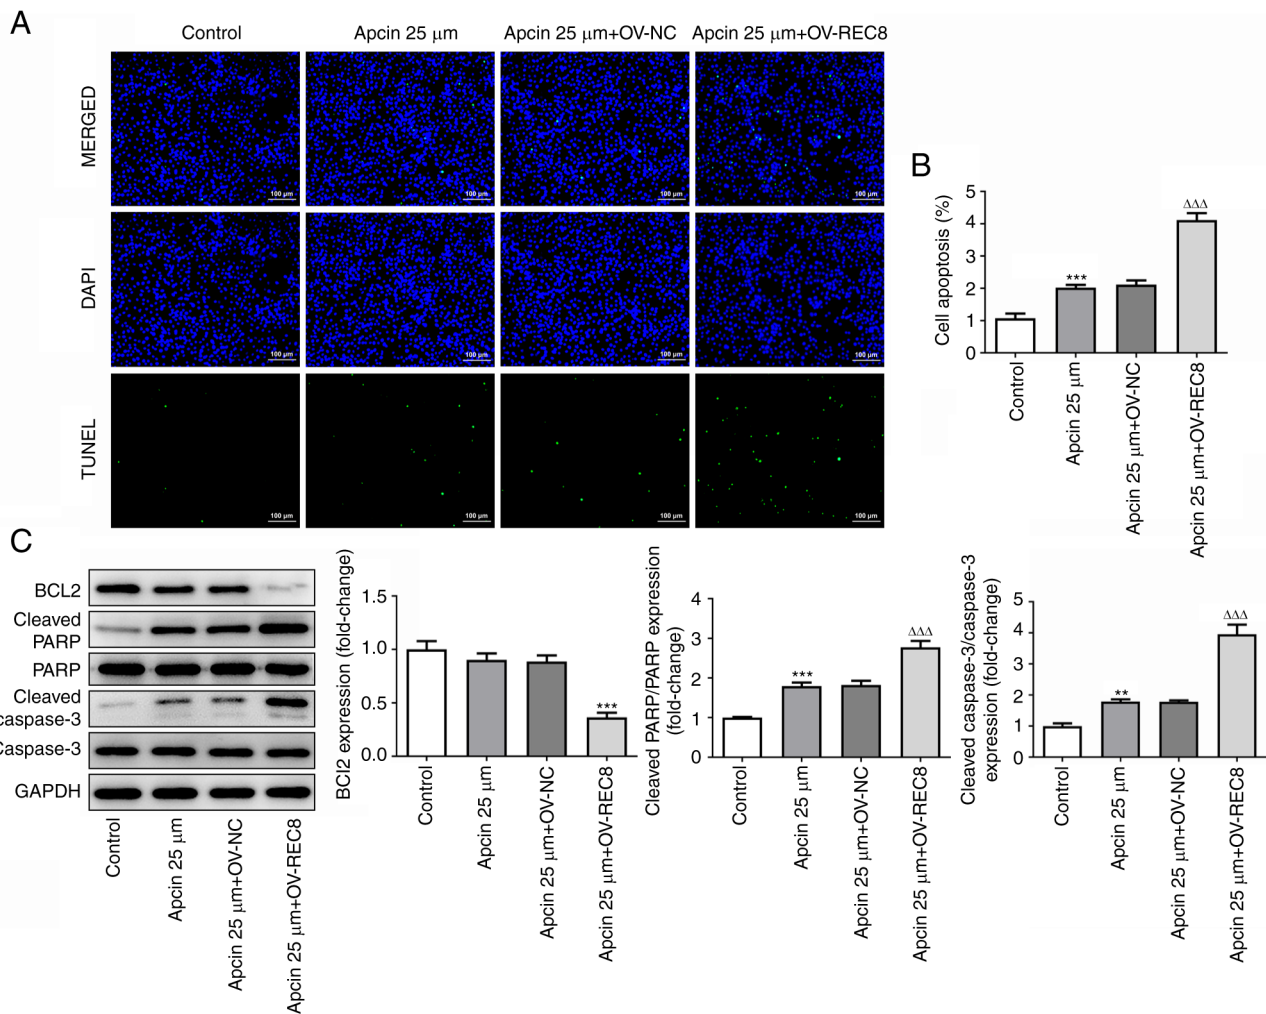 A
Control
Apcin 25 μm
Apcin 25 μm+OV-NC
Apcin 25 μm+OV-REC8
MERGED
100 μm
100 μm
100 μm
100 μm
DAPI
100 μm
100 μm
100 μm
100 μm
TUNEL
100 μm
100 μm
100 μm
100 μm
B
Cell apoptosis (%)
5
4
3
2
1
0
***
ΔΔΔ
Control
Apcin 25 μm
Apcin 25 μm+OV-NC
Apcin 25 μm+OV-REC8
C
BCL2
Cleaved
PARP
PARP
Cleaved
caspase-3
Caspase-3
GAPDH
Control
Apcin 25 μm
Apcin 25 μm+OV-NC
Apcin 25 μm+OV-REC8
BCl2 expression (fold-change)
1.5
1.0
0.5
0.0
***
Control
Apcin 25 μm
Apcin 25 μm+OV-NC
Apcin 25 μm+OV-REC8
Cleaved PARP/PARP expression
(fold-change)
4
3
2
1
0
***
ΔΔΔ
Control
Apcin 25 μm
Apcin 25 μm+OV-NC
Apcin 25 μm+OV-REC8
Cleaved caspase-3/caspase-3
expression (fold-change)
5
4
3
2
1
0
**
ΔΔΔ
Control
Apcin 25 μm
Apcin 25 μm+OV-NC
Apcin 25 μm+OV-REC8